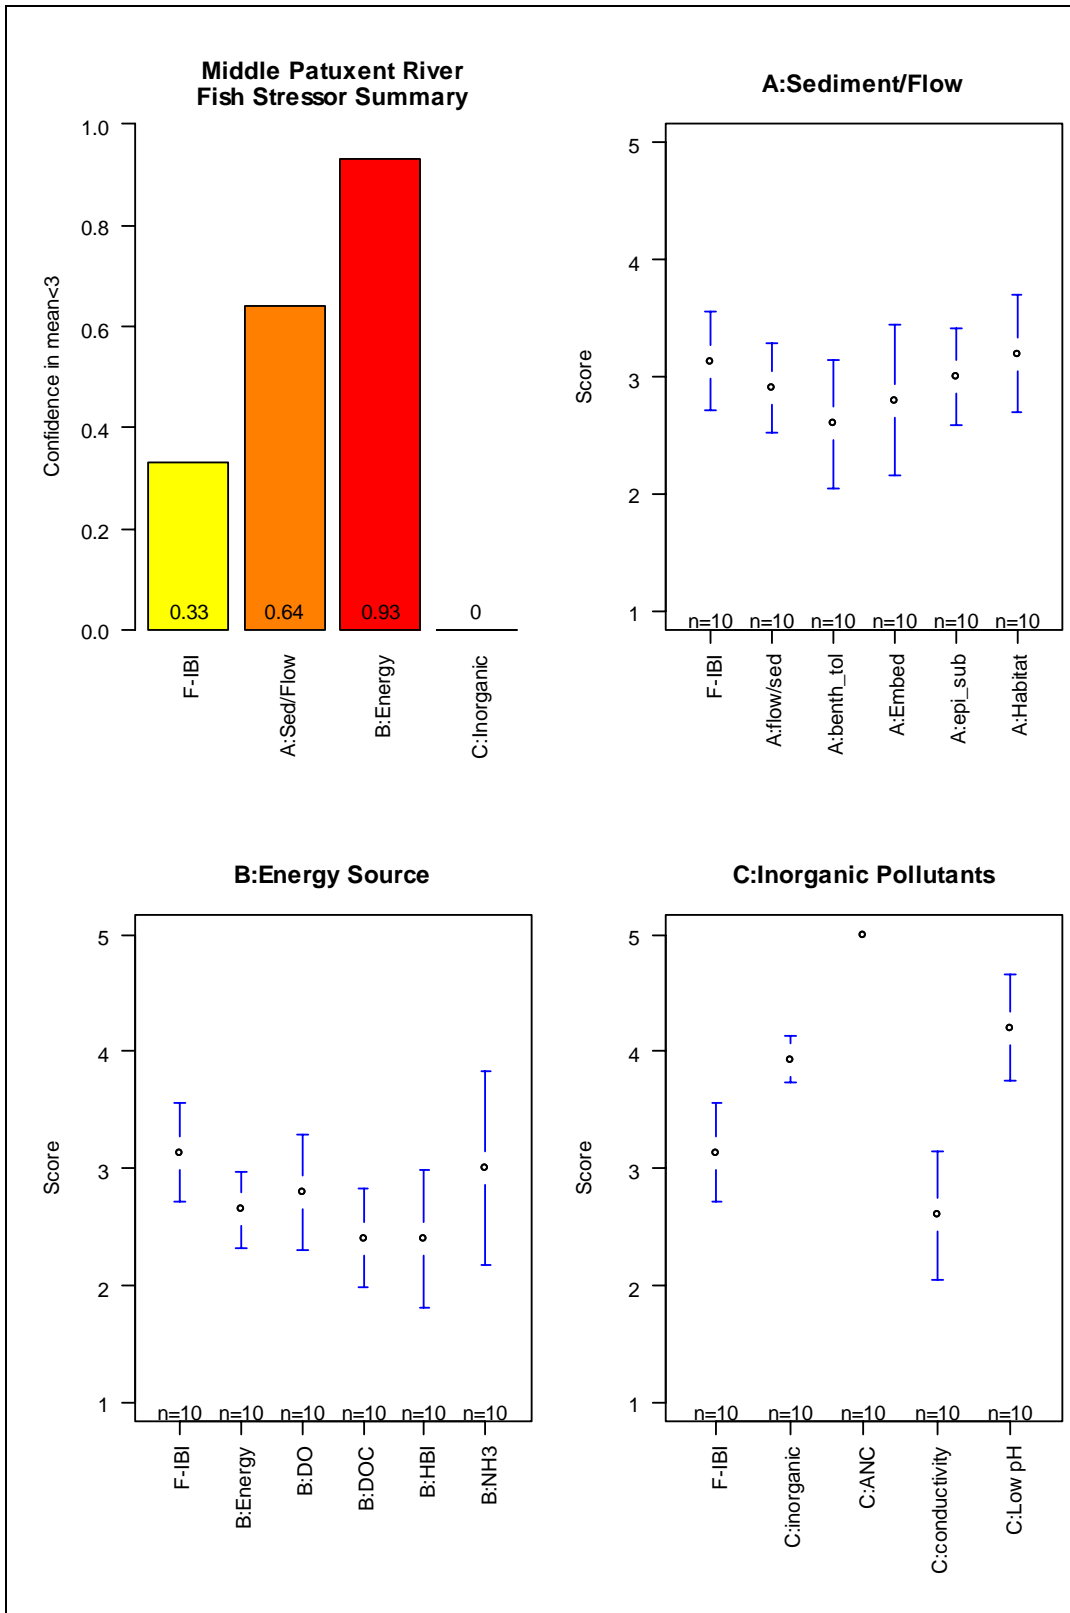 Middle Patuxent River
Fish Stressor Summary
Confidence in mean<3
1.0
0.8
0.6
0.4
0.2
0.0
0.33
0.64
0.93
0
F-IBI
A:Sed/Flow
B:Energy
C:Inorganic
A:Sediment/Flow
Score
5
4
3
2
1
n=10 n=10 n=10 n=10 n=10 n=10
F-IBI
A:flow/sed
A:benth_tol
A:Embed
A:epi_sub
A:Habitat
B:Energy Source
Score
5
4
3
2
1
n=10 n=10 n=10 n=10 n=10 n=10
F-IBI
B:Energy
B:DO
B:DOC
B:HBI
B:NH3
C:Inorganic Pollutants
Score
5
4
3
2
1
n=10 n=10 n=10 n=10 n=10
F-IBI
C:inorganic
C:ANC
C:conductivity
C:Low pH